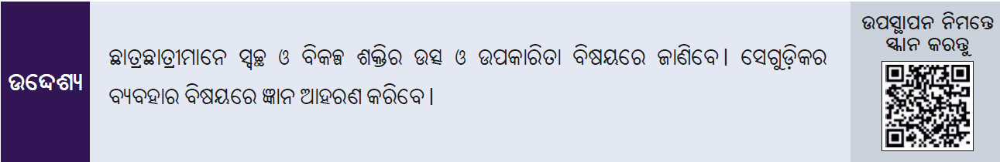 ଉଦ୍ଦେଶ୍ୟ
ଛାତ୍ରଛାତ୍ରୀମାନେ ସ୍ୱଚ୍ଛ ଓ ବିକଳ୍ପ ଶକ୍ତିର ଉତ୍ସ ଓ ଉପକାରିତା ବିଷୟରେ ଜାଣିବେ। ସେଗୁଡ଼ିକର
ବ୍ୟବହାର ବିଷୟରେ ଜ୍ଞାନ ଆହରଣ କରିବେ।
ଉପସ୍ଥାପନ ନିମନ୍ତେ
ସ୍କାନ କରନ୍ତୁ